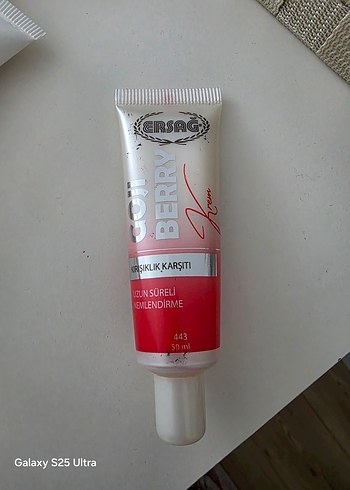 ERSAĞ
GOJI
BERRY
Krem
KIRIŞIKLIK KARŞITI
UZUN SÜRELİ
NEMLENDİRME
443
50 ml
Galaxy S25 Ultra